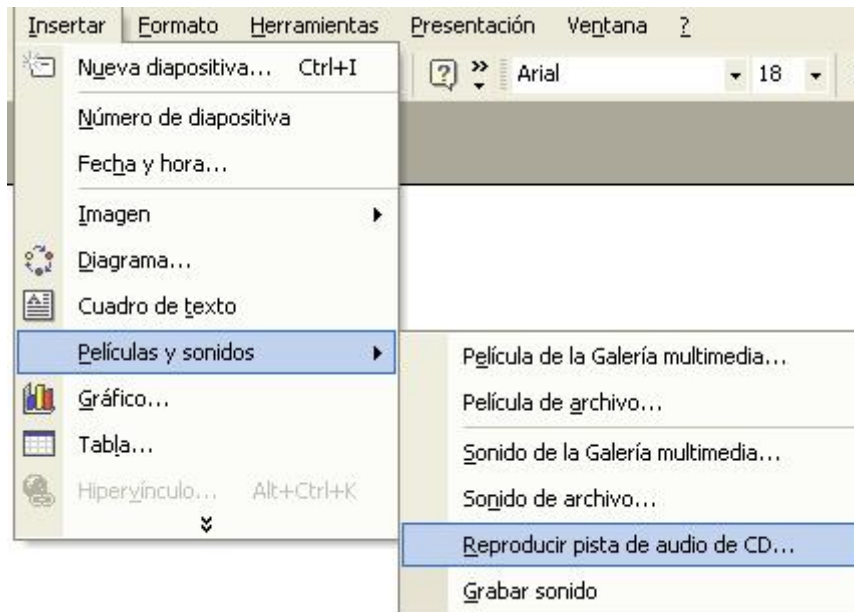 Insertar Formato Herramientas Presentación Ventana ?
Nueva diapositiva... Ctrl+I
Arial 18
Número de diapositiva
Fecha y hora...
Imagen
Diagrama...
Cuadro de texto
Películas y sonidos
Gráfico...
Tabla...
Hipervínculo... Alt+Ctrl+K
Película de la Galería multimedia...
Película de archivo...
Sonido de la Galería multimedia...
Sonido de archivo...
Reproducir pista de audio de CD...
Grabar sonido